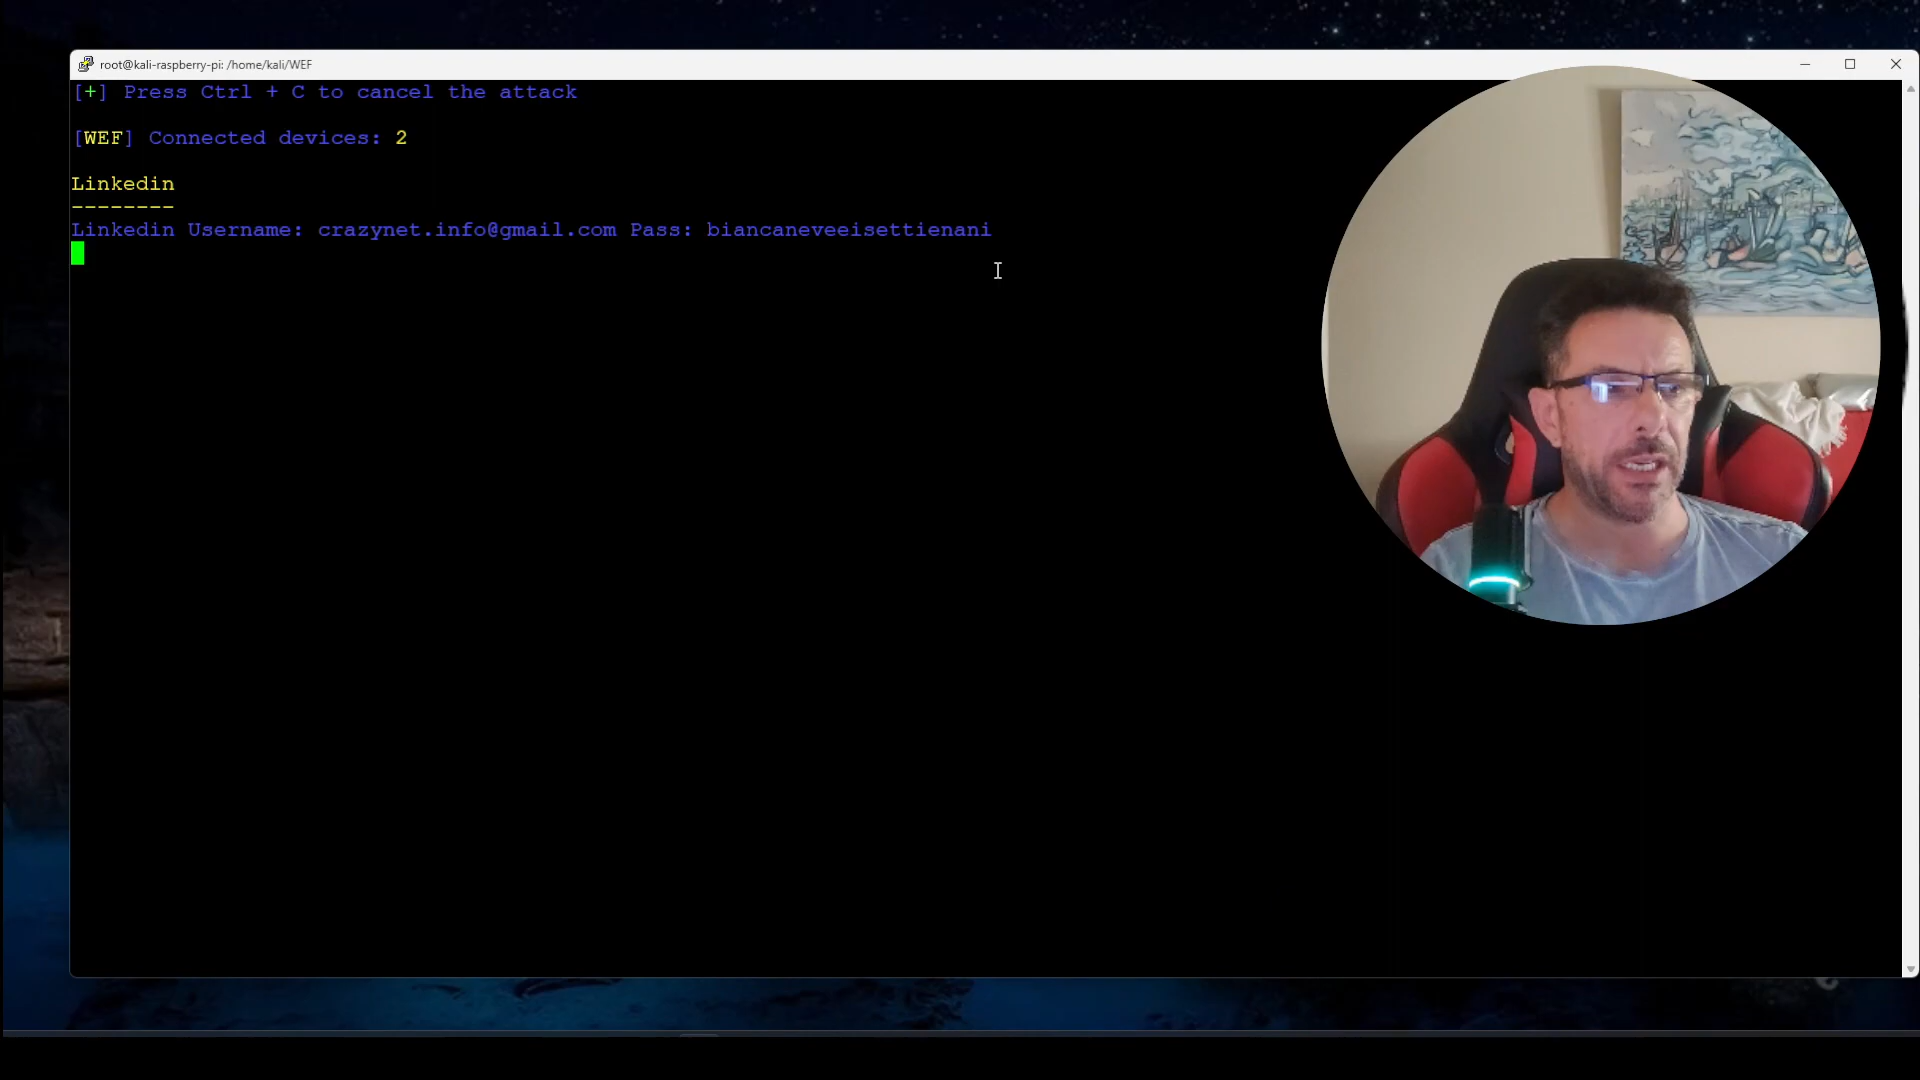 root@kali-raspberry-pi: /home/kali/WEF
[+] Press Ctrl + C to cancel the attack
[WEF] Connected devices: 2
Linkedin
--------
Linkedin Username: crazynet.info@gmail.com Pass: biancaneveeisettienani